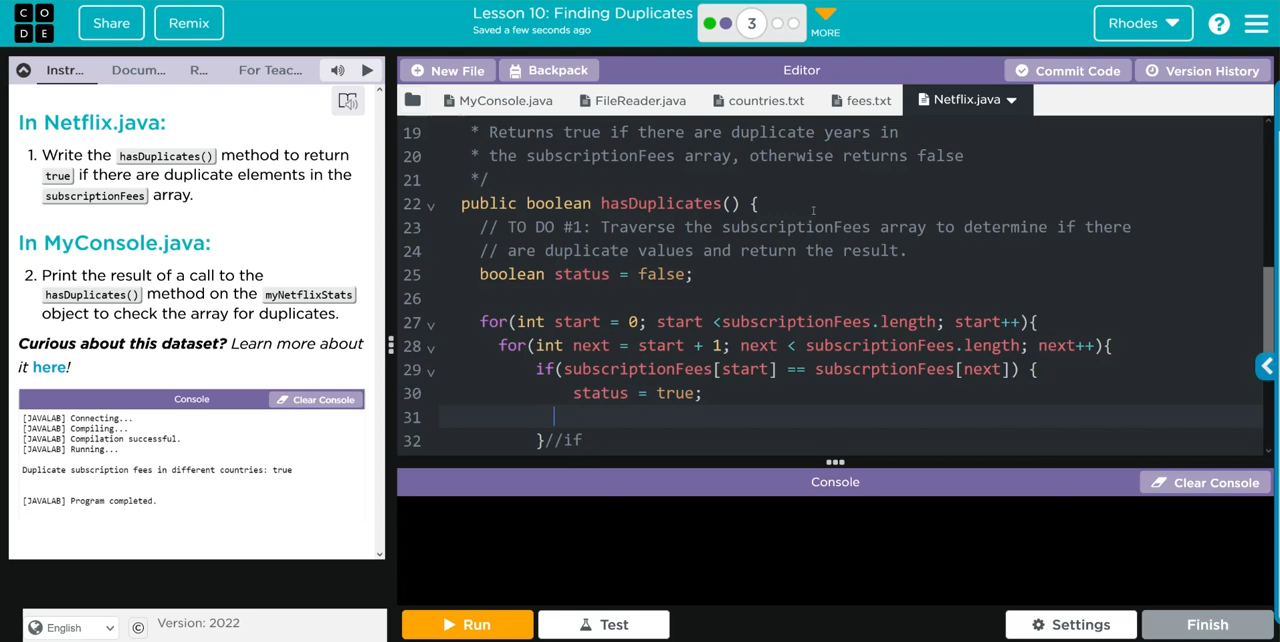 C O
D E
Share
Remix
Lesson 10: Finding Duplicates
Saved a few seconds ago
3
MORE
Rhodes
?
Instr...
Docum...
R...
For Teac...
New File
Backpack
Editor
Commit Code
Version History
MyConsole.java
FileReader.java
countries.txt
fees.txt
Netflix.java
In Netflix.java:
1. Write the hasDuplicates() method to return
true if there are duplicate elements in the
subscriptionFees array.
In MyConsole.java:
2. Print the result of a call to the
hasDuplicates() method on the myNetflixStats
object to check the array for duplicates.
Curious about this dataset? Learn more about
it here!
Console
Clear Console
[JAVALAB] Connecting...
[JAVALAB] Compiling...
[JAVALAB] Compilation successful.
[JAVALAB] Running...
Duplicate subscription fees in different countries: true
[JAVALAB] Program completed.
19 * Returns true if there are duplicate years in
20 * the subscriptionFees array, otherwise returns false
21 */
22 public boolean hasDuplicates() {
23 // TO DO #1: Traverse the subscriptionFees array to determine if there
24 // are duplicate values and return the result.
25 boolean status = false;
26
27 for(int start = 0; start <subscriptionFees.length; start++){
28 for(int next = start + 1; next < subscriptionFees.length; next++){
29 if(subscriptionFees[start] == subscrptionFees[next]) {
30 status = true;
31
32 }//if
Console
Clear Console
English
©
Version: 2022
Run
Test
Settings
Finish